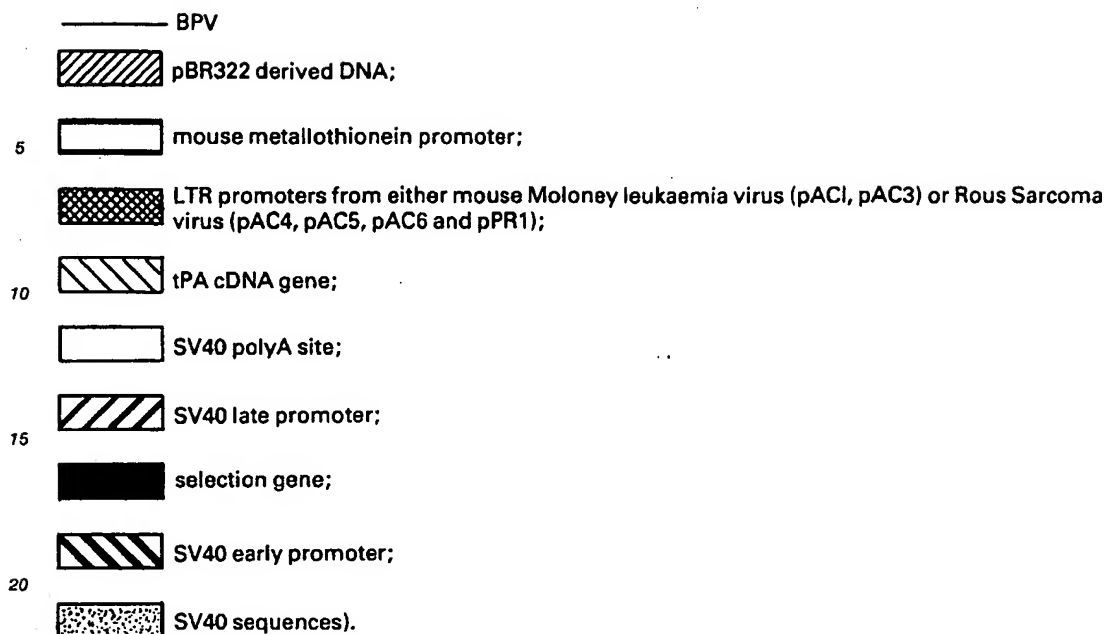 BPV
pBR322 derived DNA;
5 mouse metallothionein promoter;
LTR promoters from either mouse Moloney leukaemia virus (pACl, pAC3) or Rous Sarcoma
virus (pAC4, pAC5, pAC6 and pPR1);
10 tPA cDNA gene;
SV40 polyA site;
SV40 late promoter;
15
selection gene;
SV40 early promoter;
20
SV40 sequences).